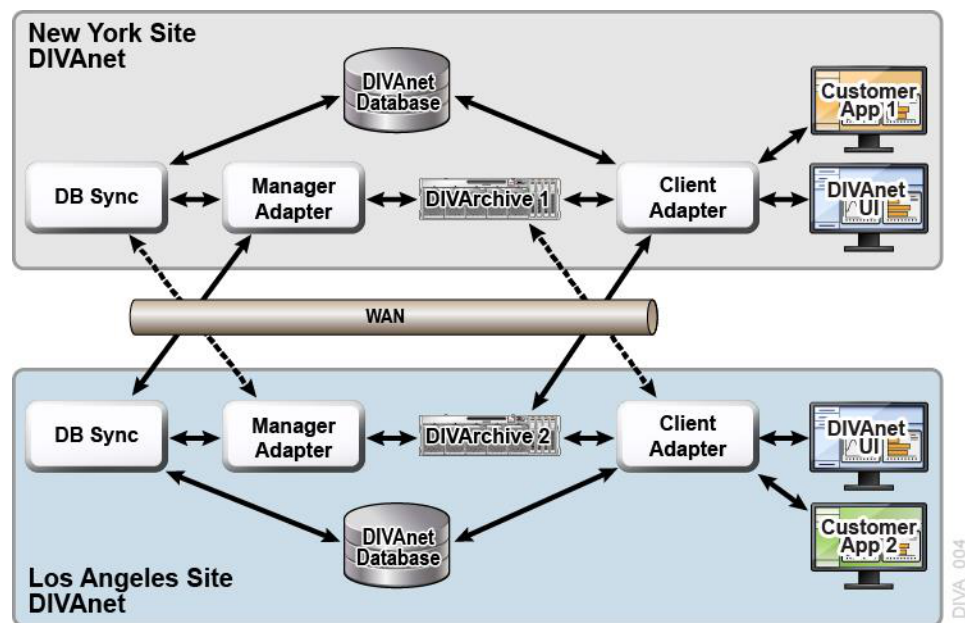 New York Site
DIVAnet
DIVAnet
Database
Customer
App 1
DB Sync
Manager
Adapter
DIVArchive 1
Client
Adapter
DIVAnet
UI
WAN
DB Sync
Manager
Adapter
DIVArchive 2
Client
Adapter
DIVAnet
UI
DIVAnet
Database
Customer
App 2
Los Angeles Site
DIVAnet
DIVA_004